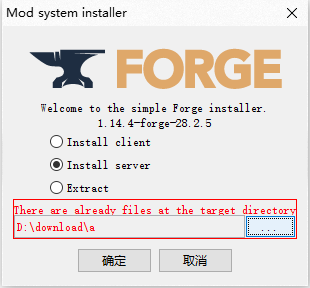 Mod system installer
FORGE
Welcome to the simple Forge installer.
1.14.4-forge-28.2.5
Install client
Install server
Extract
There are already files at the target directory
D:\download\a
...
确定
取消